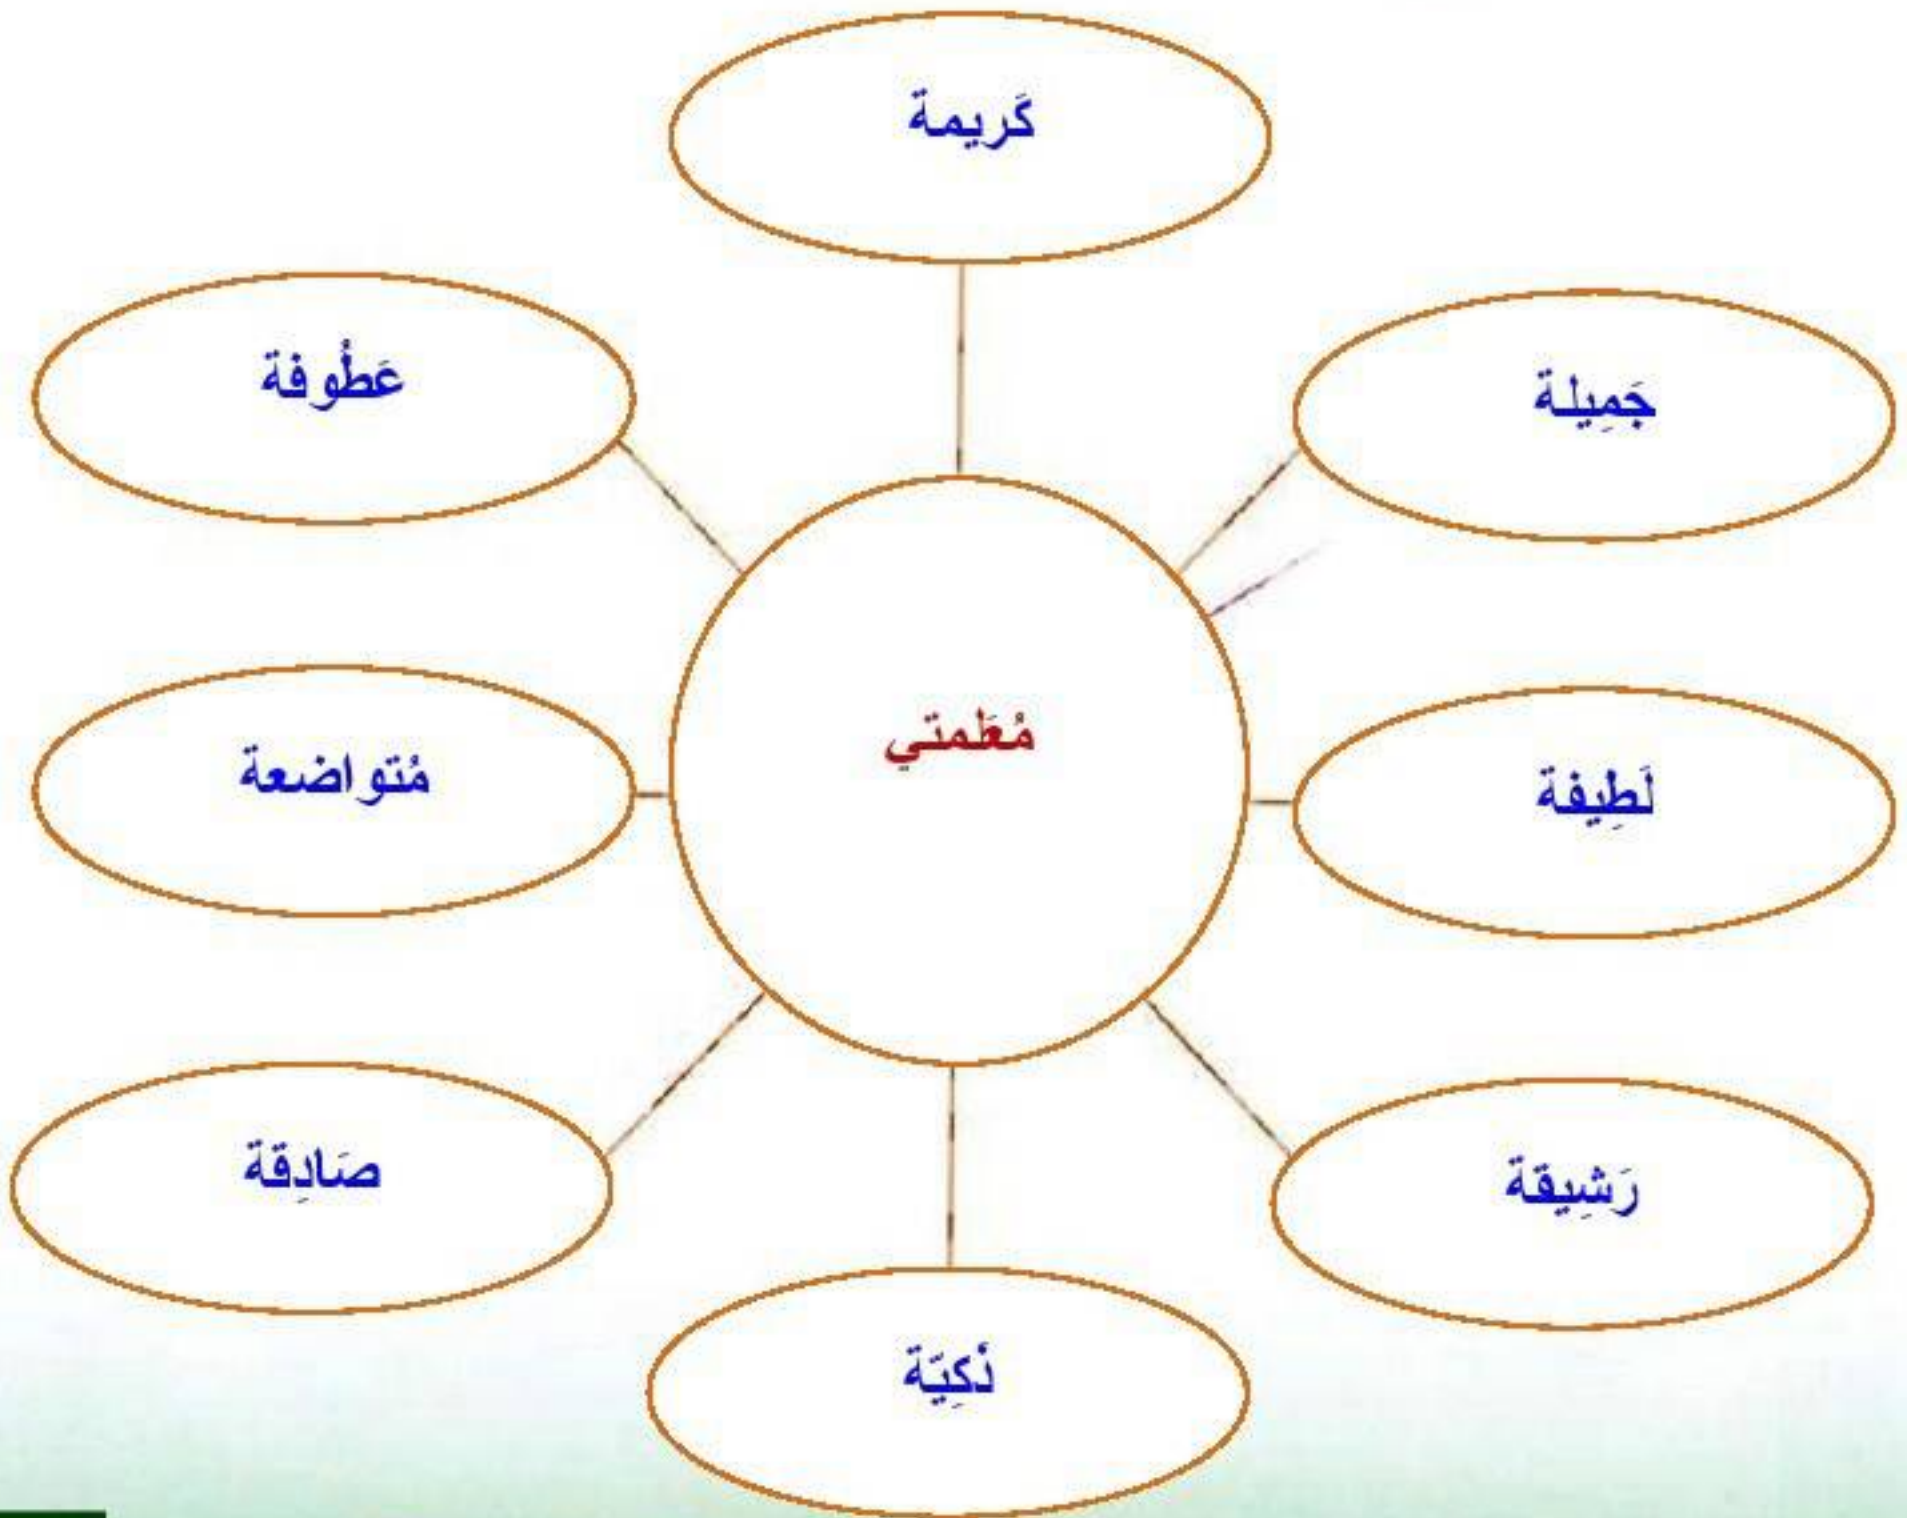 كَريمة
جَمِيلة
عَطُوفة
مُعَلمتي
لَطِيفة
مُتواضعة
رَشِيقة
صَادِقة
ذَكِيّة